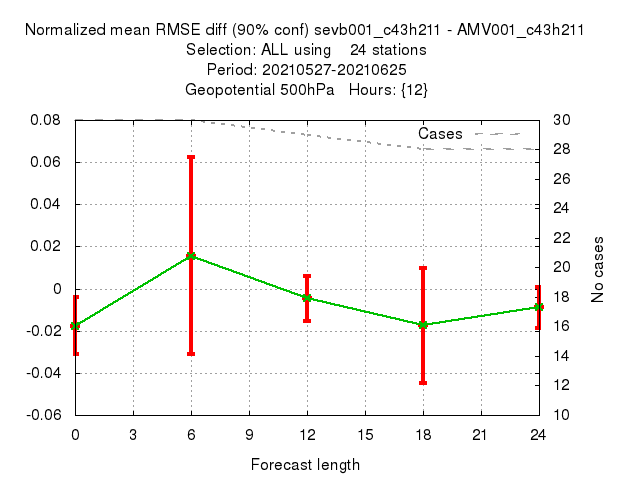 Normalized mean RMSE diff (90% conf) sevb001_c43h211 - AMV001_c43h211
Selection: ALL using    24 stations
Period: 20210527-20210625
Geopotential 500hPa   Hours: {12}
0.08
0.06
0.04
0.02
0
-0.02
-0.04
-0.06
Cases
30
28
26
24
22
20
18
16
14
12
10
No cases
0 3 6 9 12 15 18 21 24
Forecast length